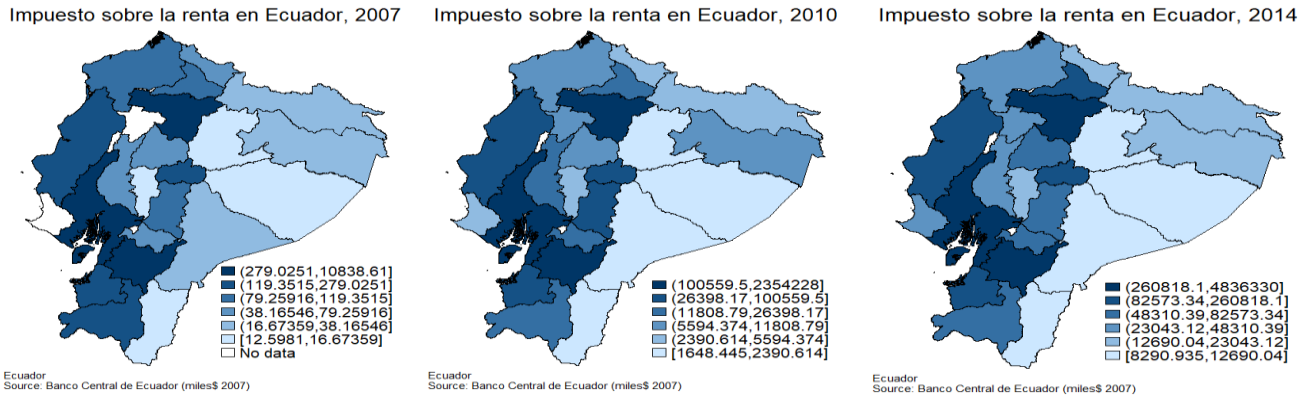 Impuesto sobre la renta en Ecuador, 2007
(279.0251,10838.61]
(119.3515,279.0251]
(79.25916,119.3515]
(38.16546,79.25916]
(16.67359,38.16546]
[12.5981,16.67359]
No data
Ecuador
Source: Banco Central de Ecuador (miles$ 2007)
Impuesto sobre la renta en Ecuador, 2010
(100559.5,2354228]
(26398.17,100559.5]
(11808.79,26398.17]
(5594.374,11808.79]
(2390.614,5594.374]
[1648.445,2390.614]
Ecuador
Source: Banco Central de Ecuador (miles$ 2007)
Impuesto sobre la renta en Ecuador, 2014
(260818.1,4836330]
(82573.34,260818.1]
(48310.39,82573.34]
(23043.12,48310.39]
(12690.04,23043.12]
[8290.935,12690.04]
Ecuador
Source: Banco Central de Ecuador (miles$ 2007)